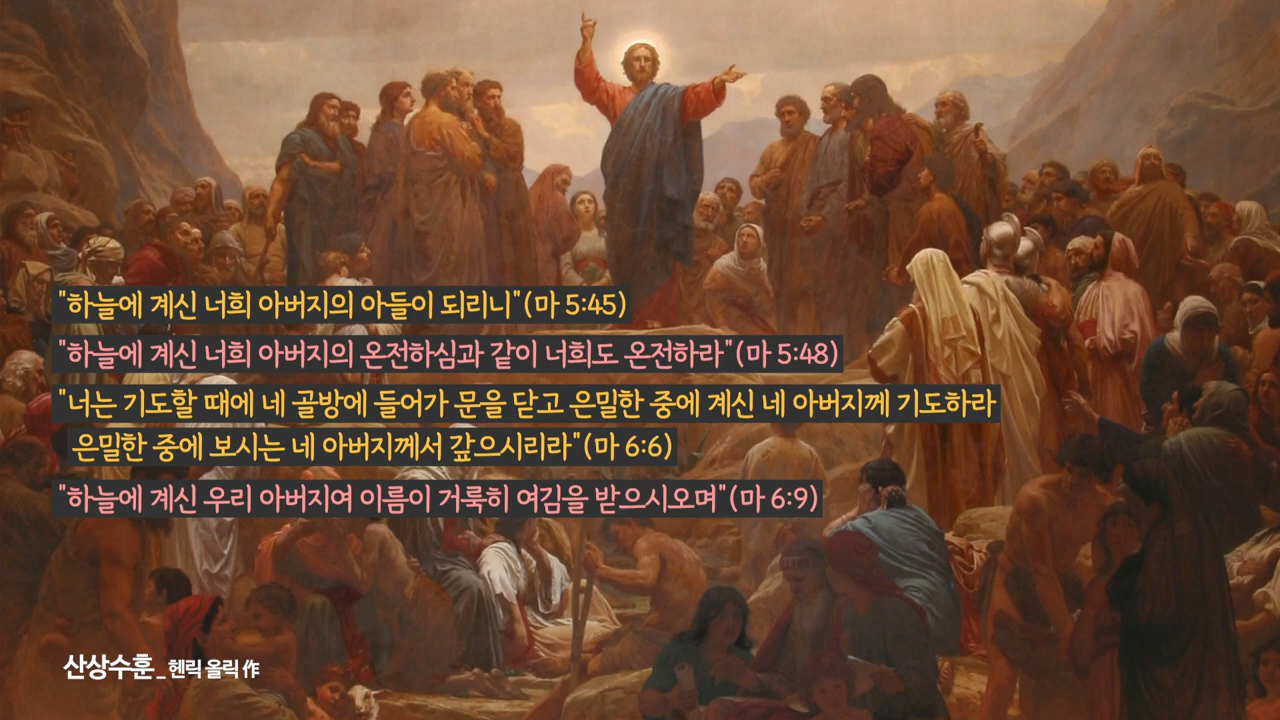 "하늘에 계신 너희 아버지의 아들이 되리니"(마 5:45)
"하늘에 계신 너희 아버지의 온전하심과 같이 너희도 온전하라"(마 5:48)
"너는 기도할 때에 네 골방에 들어가 문을 닫고 은밀한 중에 계신 네 아버지께 기도하라
은밀한 중에 보시는 네 아버지께서 갚으시리라"(마 6:6)
"하늘에 계신 우리 아버지여 이름이 거룩히 여김을 받으시오며"(마 6:9)
산상수훈_ 헨릭 올릭 作